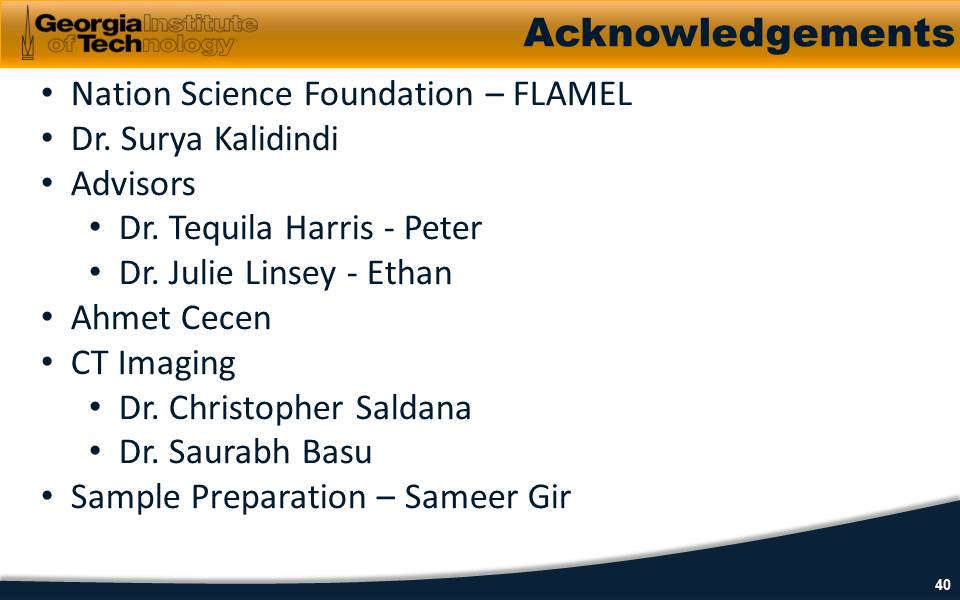 Georgia Institute
of Technology
Acknowledgements
• Nation Science Foundation – FLAMEL
• Dr. Surya Kalidindi
• Advisors
• Dr. Tequila Harris - Peter
• Dr. Julie Linsey - Ethan
• Ahmet Cecen
• CT Imaging
• Dr. Christopher Saldana
• Dr. Saurabh Basu
• Sample Preparation – Sameer Gir
40